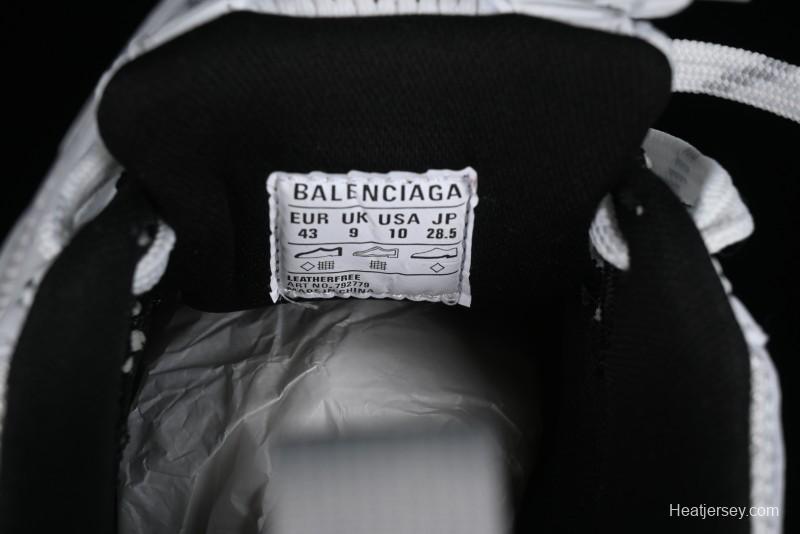 BALENCIAGA
EUR UK USA JP
43 9 10 28.5
LEATHERFREE
ART NO. 792779
MADE IN CHINA
Heatjersey.com